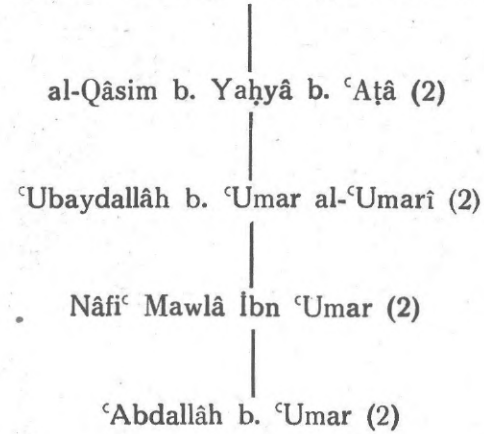 al-Qâsim b. Yaḥyâ b. ʿAṭâ (2)
ʿUbaydallâh b. ʿUmar al-ʿUmarî (2)
Nâfiʿ Mawlâ İbn ʿUmar (2)
ʿAbdallâh b. ʿUmar (2)